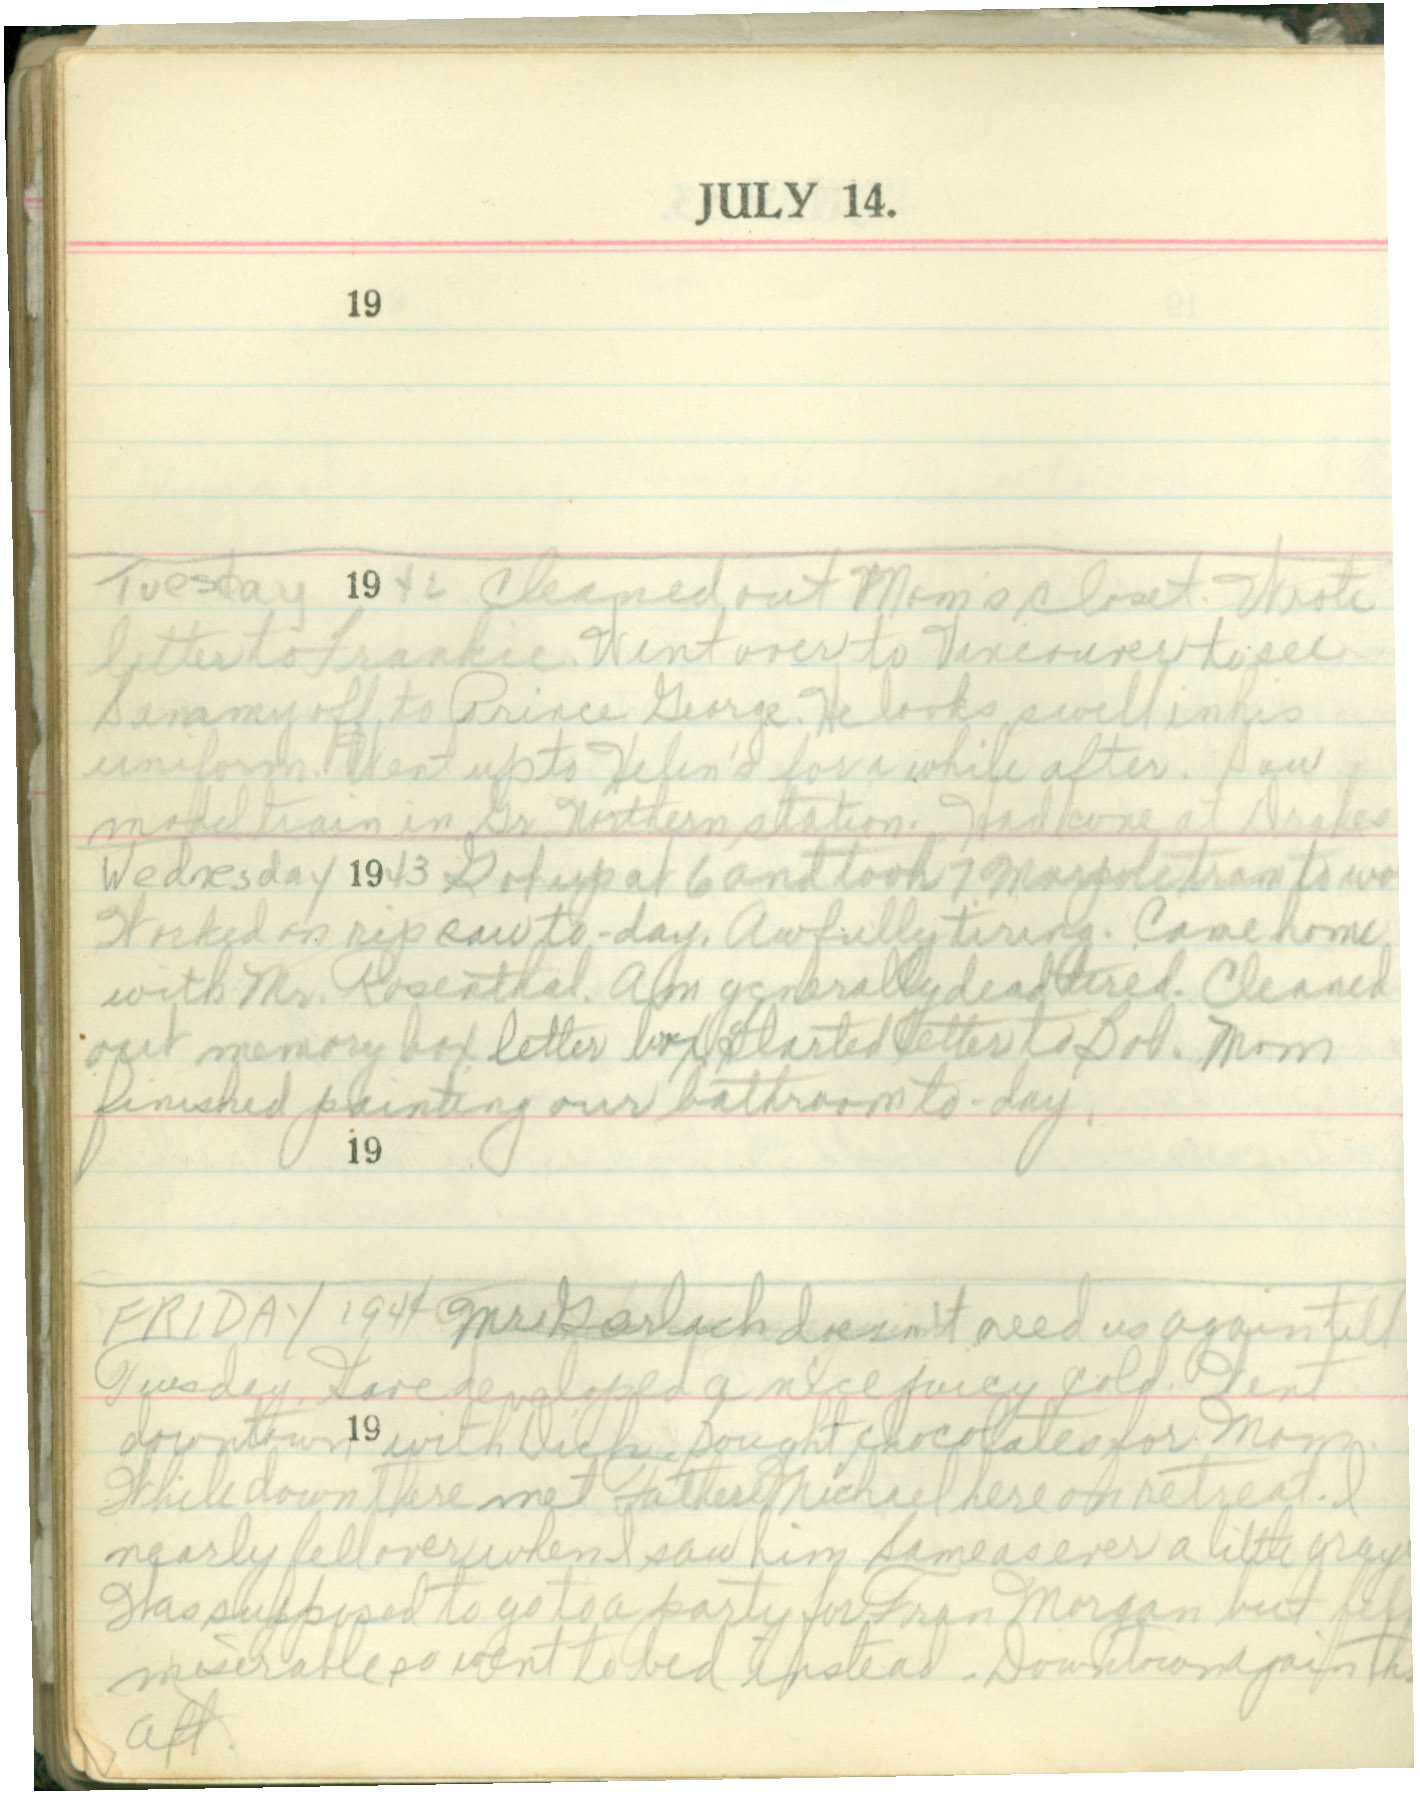 JULY 14.
19
Tuesday 1942 Cleaned out Mom's closet. Wrote
letter to Frankie. Went over to Vancouver to see
Sammy off to Prince George. He looks swell in his
uniform. Went up to Helen's for a while after. Saw
model train in Gr. Northern station. Had cone at Drakes
Wednesday 1943 Got up at 6 and took 7 Marpole tram to wo
Worked on rip saw to-day. Awfully tiring. Came home
with Mr. Rosenthal. Am generally dead tired. Cleaned
out memory box letter box. Started letter to Bob. Mom
finished painting our bathroom to-day.
19
FRIDAY 1944 Mr. Gerlach doesn't need us again till
Tuesday. Have developed a nice juicy cold. Went
19
downtown with Dick. Bought chocolates for Mom.
While down there met Father Michael here on retreat. I
nearly fell over when I saw him Same as ever a little gray
Was supposed to go to a party for Fran Morgan but felt
miserable so went to bed instead. Downtown again this
aft.